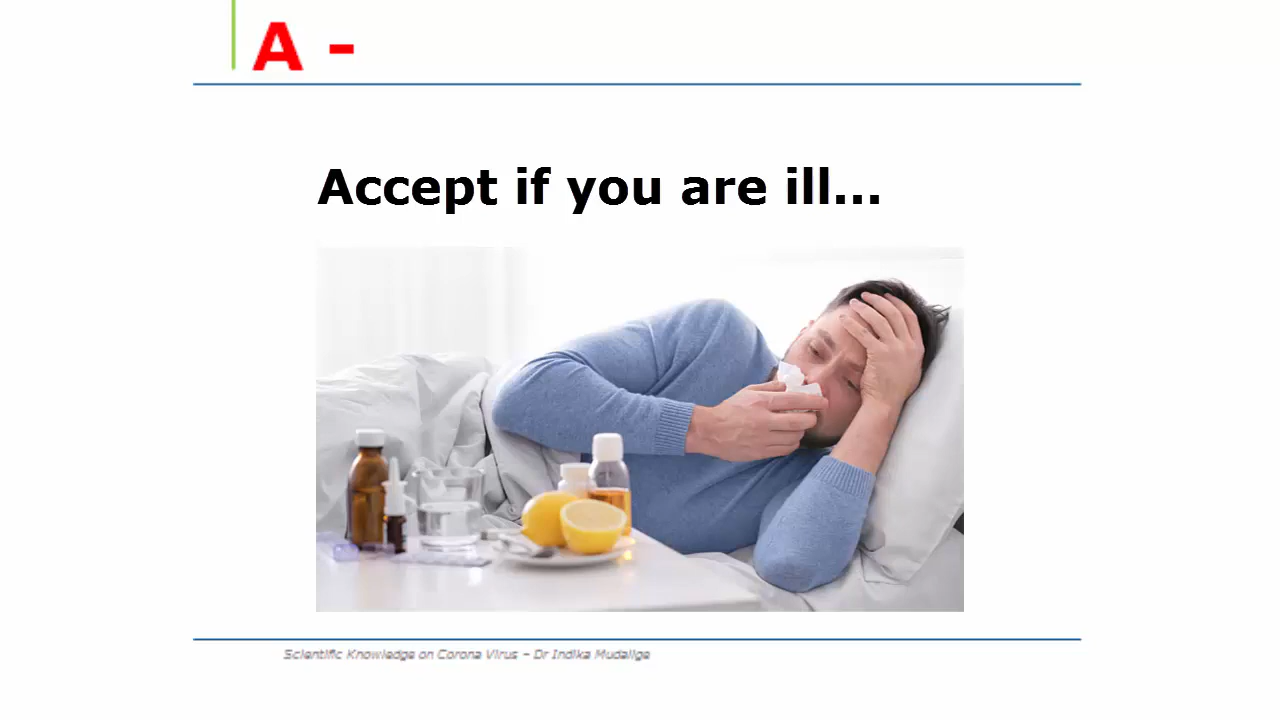 A -
Accept if you are ill...
Scientific Knowledge on Corona Virus – Dr Indika Mudalige